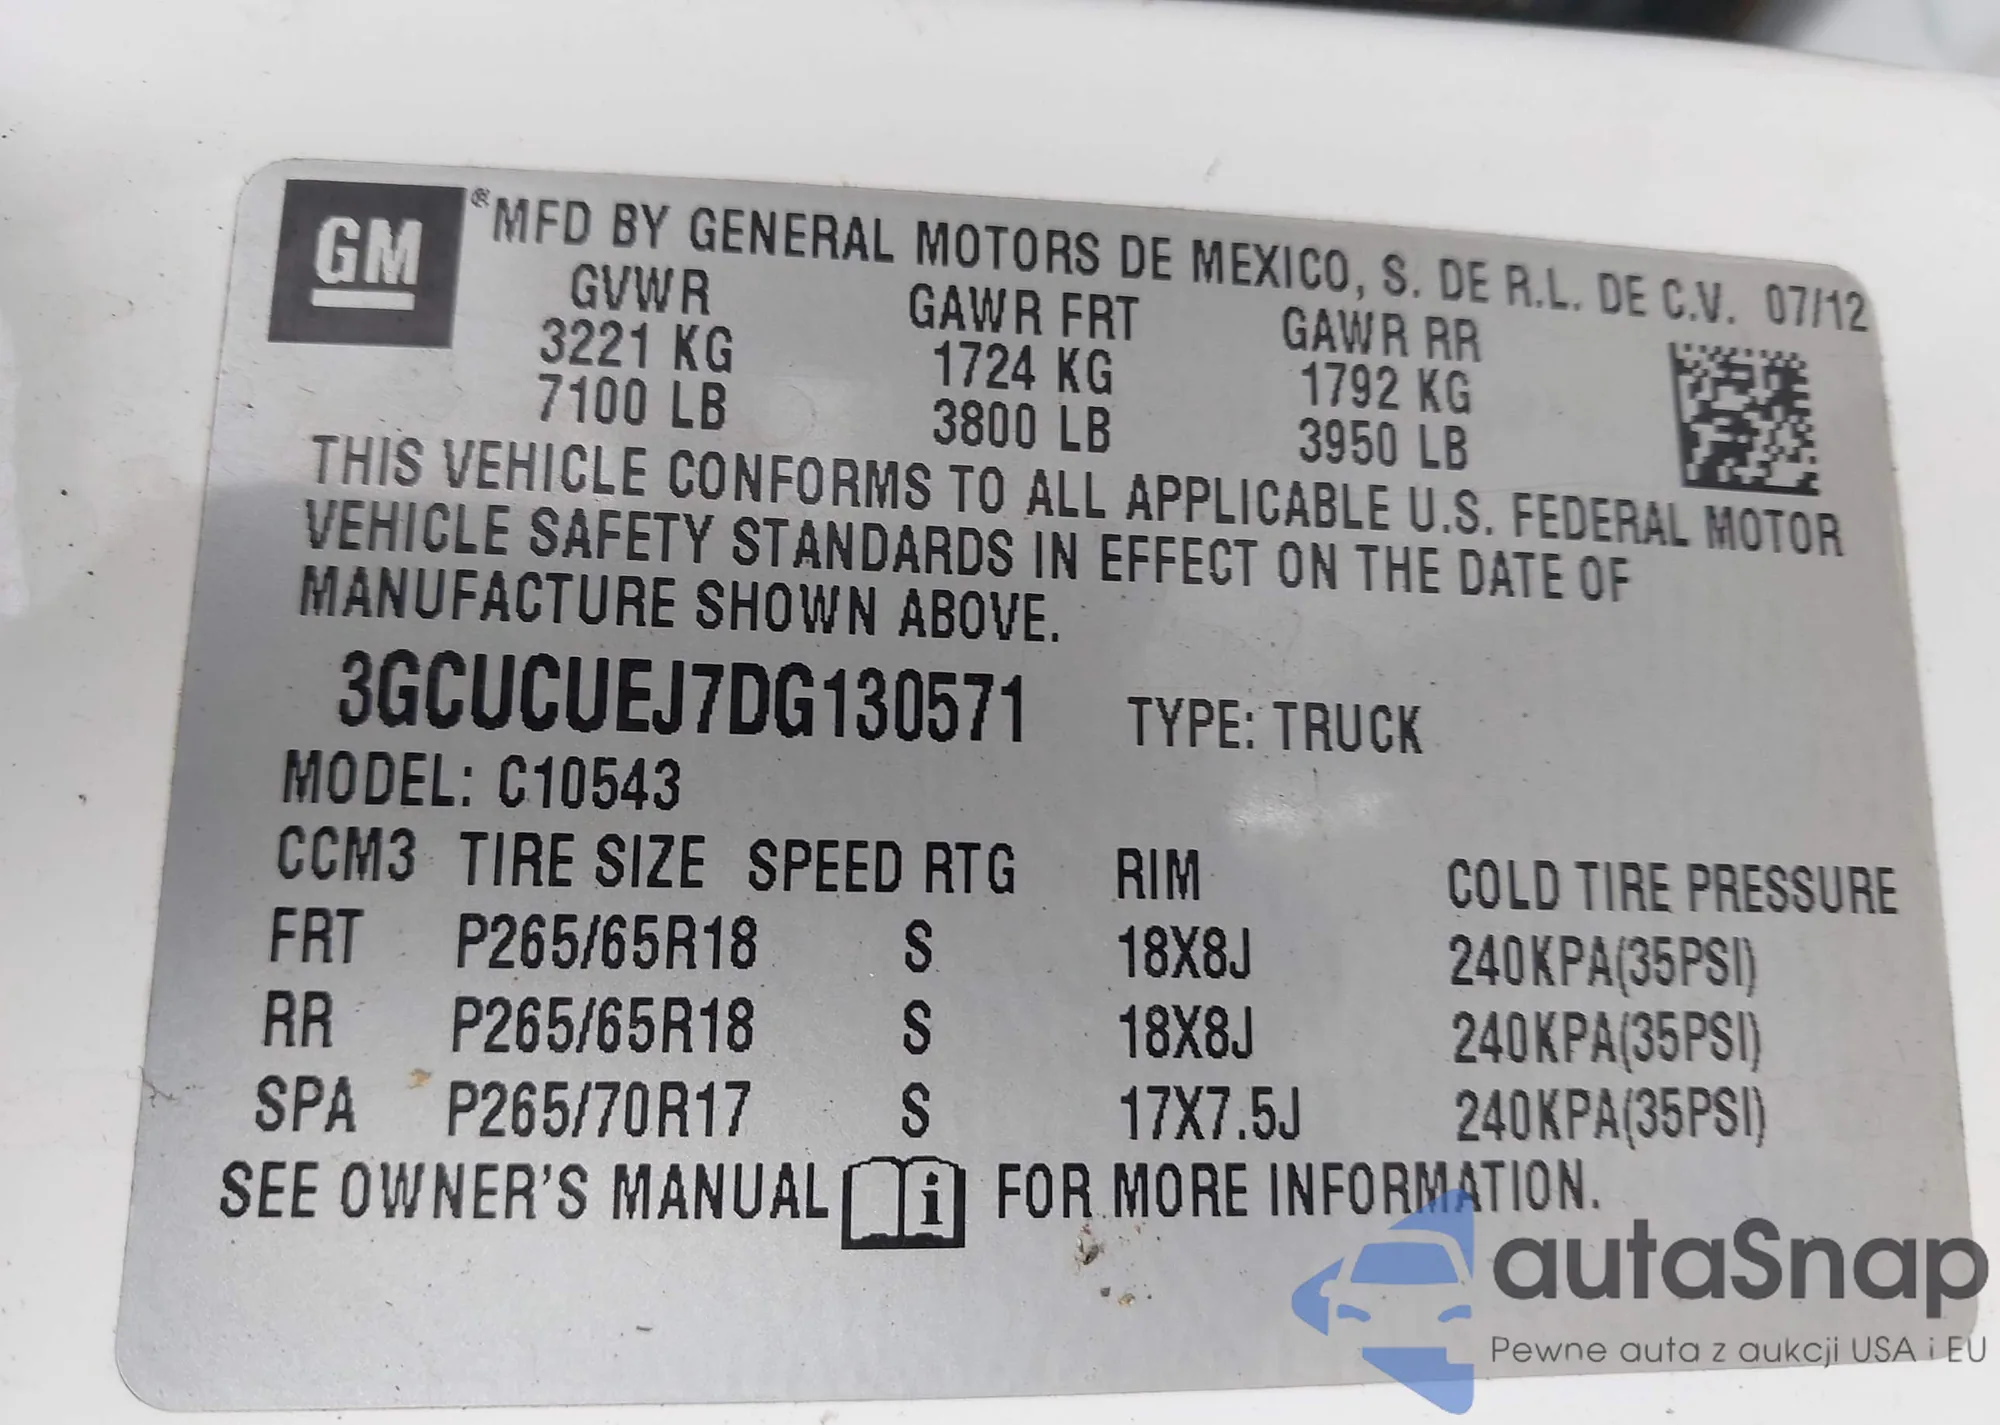 GM
®MFD BY GENERAL MOTORS DE MEXICO, S. DE R.L. DE C.V. 07/12
GVWR GAWR FRT GAWR RR
3221 KG 1724 KG 1792 KG
7100 LB 3800 LB 3950 LB
THIS VEHICLE CONFORMS TO ALL APPLICABLE U.S. FEDERAL MOTOR
VEHICLE SAFETY STANDARDS IN EFFECT ON THE DATE OF
MANUFACTURE SHOWN ABOVE.
3GCUCUEJ7DG130571 TYPE: TRUCK
MODEL: C10543
CCM3 TIRE SIZE SPEED RTG RIM COLD TIRE PRESSURE
FRT P265/65R18 S 18X8J 240KPA(35PSI)
RR P265/65R18 S 18X8J 240KPA(35PSI)
SPA P265/70R17 S 17X7.5J 240KPA(35PSI)
SEE OWNER'S MANUAL i FOR MORE INFORMATION.
autaSnap
Pewne auta z aukcji USA i EU